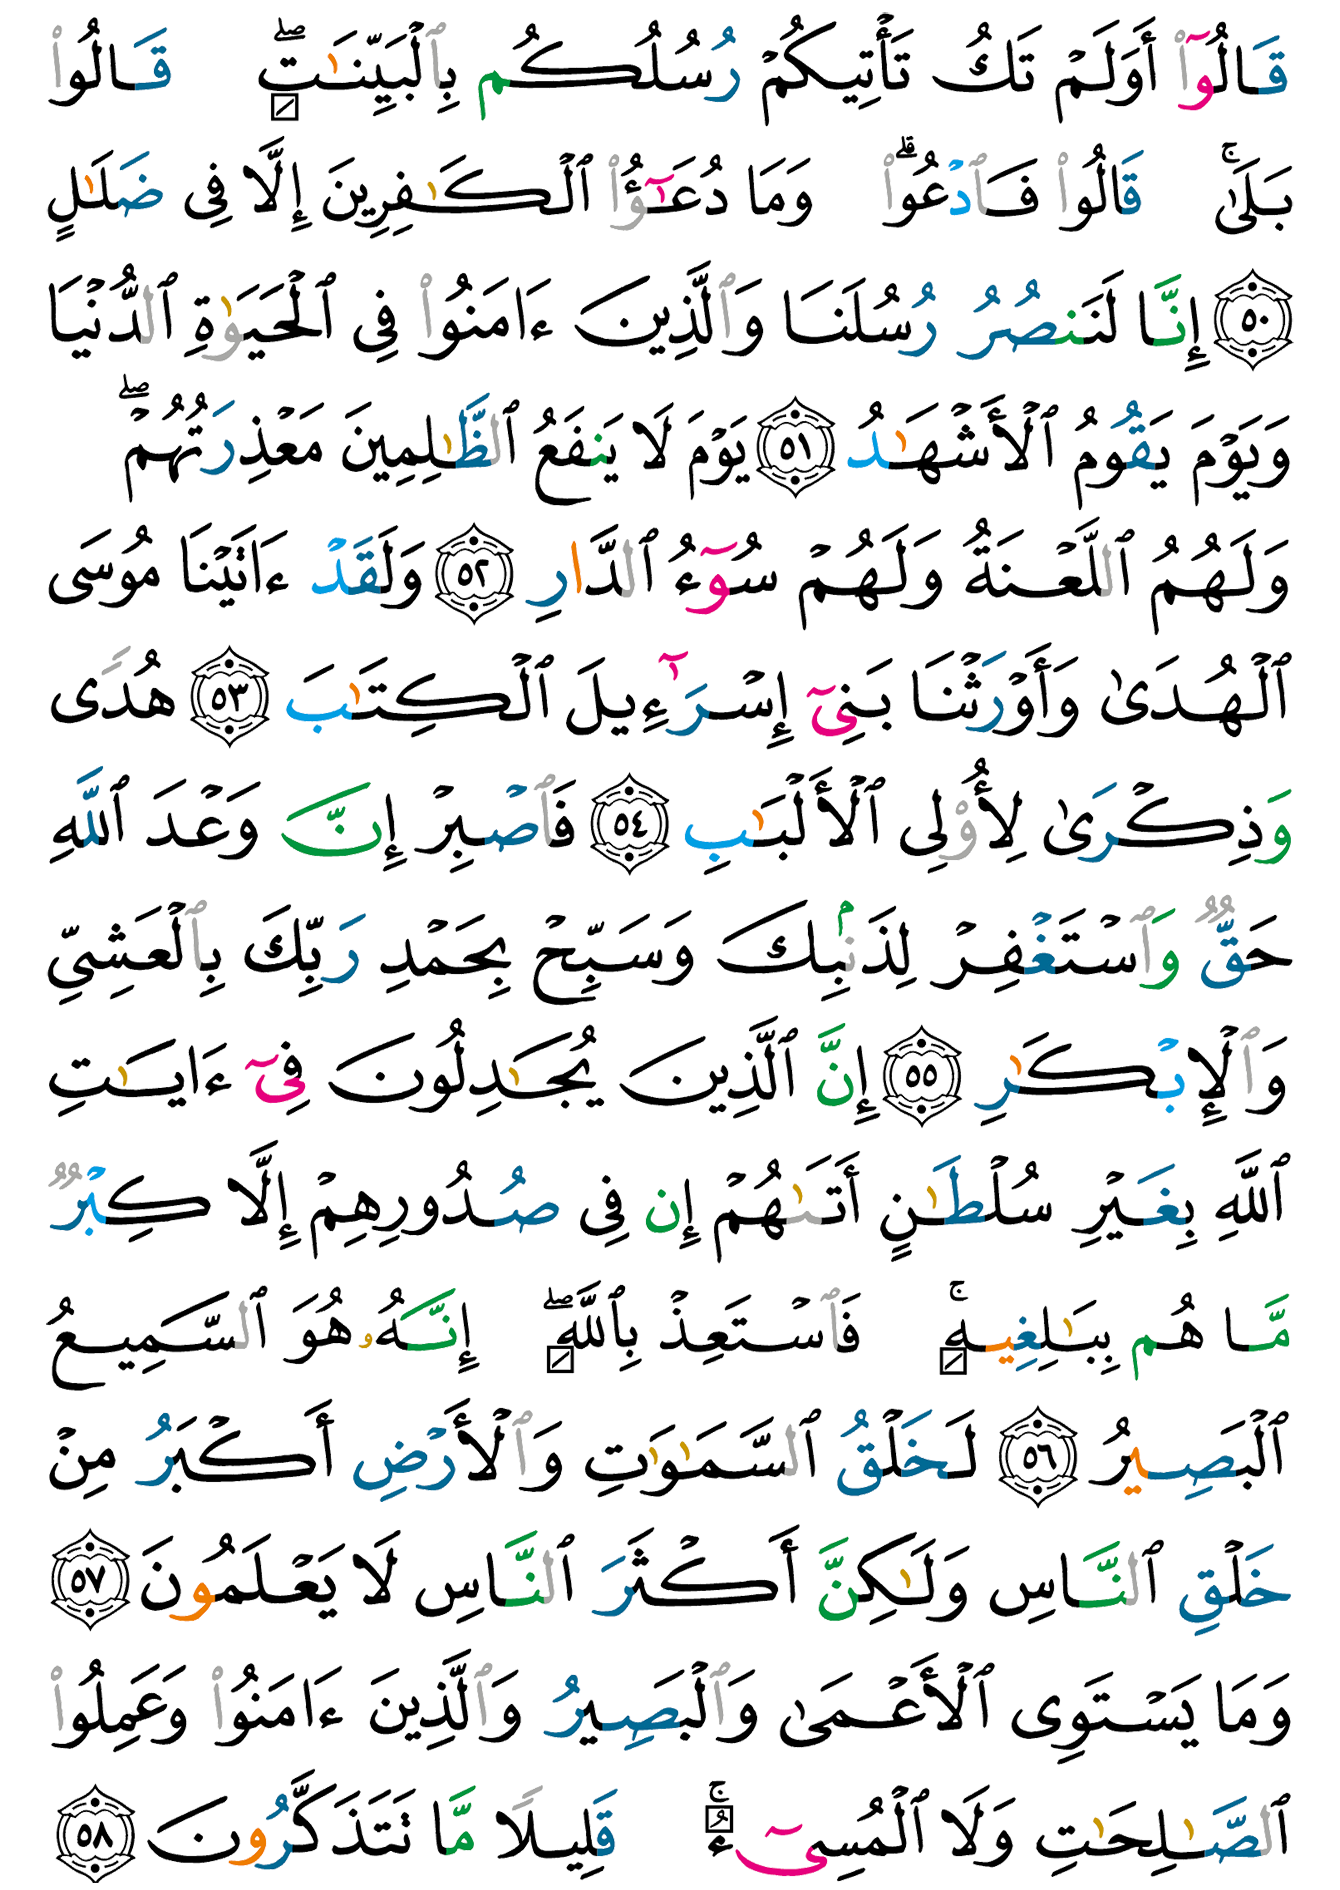 قَالُوٓا۟ أَوَلَمْ تَكُ تَأْتِيكُمْ رُسُلُكُم بِٱلْبَيِّنَـٰتِ ۖ قَالُوا۟
بَلَىٰ ۚ قَالُوا۟ فَٱدْعُوا۟ ۗ وَمَا دُعَـٰٓؤُا۟ ٱلْكَـٰفِرِينَ إِلَّا فِى ضَلَـٰلٍ
٥٠ إِنَّا لَنَنصُرُ رُسُلَنَا وَٱلَّذِينَ ءَامَنُوا۟ فِى ٱلْحَيَوٰةِ ٱلدُّنْيَا
وَيَوْمَ يَقُومُ ٱلْأَشْهَـٰدُ ٥١ يَوْمَ لَا يَنفَعُ ٱلظَّـٰلِمِينَ مَعْذِرَتُهُمْ ۖ
وَلَهُمُ ٱللَّعْنَةُ وَلَهُمْ سُوٓءُ ٱلدَّارِ ٥٢ وَلَقَدْ ءَاتَيْنَا مُوسَى
ٱلْهُدَىٰ وَأَوْرَثْنَا بَنِىٓ إِسْرَٰٓءِيلَ ٱلْكِتَـٰبَ ٥٣ هُدًى
وَذِكْرَىٰ لِأُو۟لِى ٱلْأَلْبَـٰبِ ٥٤ فَٱصْبِرْ إِنَّ وَعْدَ ٱللَّهِ
حَقٌّ وَٱسْتَغْفِرْ لِذَنۢبِكَ وَسَبِّحْ بِحَمْدِ رَبِّكَ بِٱلْعَشِىِّ
وَٱلْإِبْكَـٰرِ ٥٥ إِنَّ ٱلَّذِينَ يُجَـٰدِلُونَ فِىٓ ءَايَـٰتِ
ٱللَّهِ بِغَيْرِ سُلْطَـٰنٍ أَتَىٰهُمْ إِن فِى صُدُورِهِمْ إِلَّا كِبْرٌ
مَّا هُم بِبَـٰلِغِيهِ ۚ فَٱسْتَعِذْ بِٱللَّهِ ۖ إِنَّهُۥ هُوَ ٱلسَّمِيعُ
ٱلْبَصِيرُ ٥٦ لَخَلْقُ ٱلسَّمَـٰوَٰتِ وَٱلْأَرْضِ أَكْبَرُ مِنْ
خَلْقِ ٱلنَّاسِ وَلَـٰكِنَّ أَكْثَرَ ٱلنَّاسِ لَا يَعْلَمُونَ ٥٧
وَمَا يَسْتَوِى ٱلْأَعْمَىٰ وَٱلْبَصِيرُ وَٱلَّذِينَ ءَامَنُوا۟ وَعَمِلُوا۟
ٱلصَّـٰلِحَـٰتِ وَلَا ٱلْمُسِىٓءُ ۚ قَلِيلًا مَّا تَتَذَكَّرُونَ ٥٨